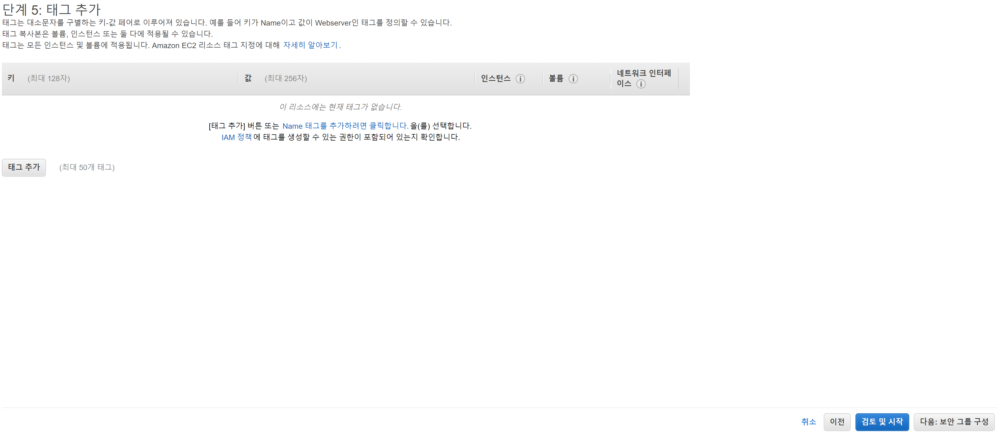 단계 5: 태그 추가
태그는 대소문자를 구별하는 키-값 페어로 이루어져 있습니다. 예를 들어 키가 Name이고 값이 Webserver인 태그를 정의할 수 있습니다.
태그 복사본은 볼륨, 인스턴스 또는 둘 다에 적용될 수 있습니다.
태그는 모든 인스턴스 및 볼륨에 적용됩니다. Amazon EC2 리소스 태그 지정에 대해 자세히 알아보기.
키 (최대 128자) 값 (최대 256자) 인스턴스 볼륨 네트워크 인터페
이스
이 리소스에는 현재 태그가 없습니다.
[태그 추가] 버튼 또는 Name 태그를 추가하려면 클릭합니다.을(를) 선택합니다.
IAM 정책에 태그를 생성할 수 있는 권한이 포함되어 있는지 확인합니다.
태그 추가 (최대 50개 태그)
취소 이전 검토 및 시작 다음: 보안 그룹 구성